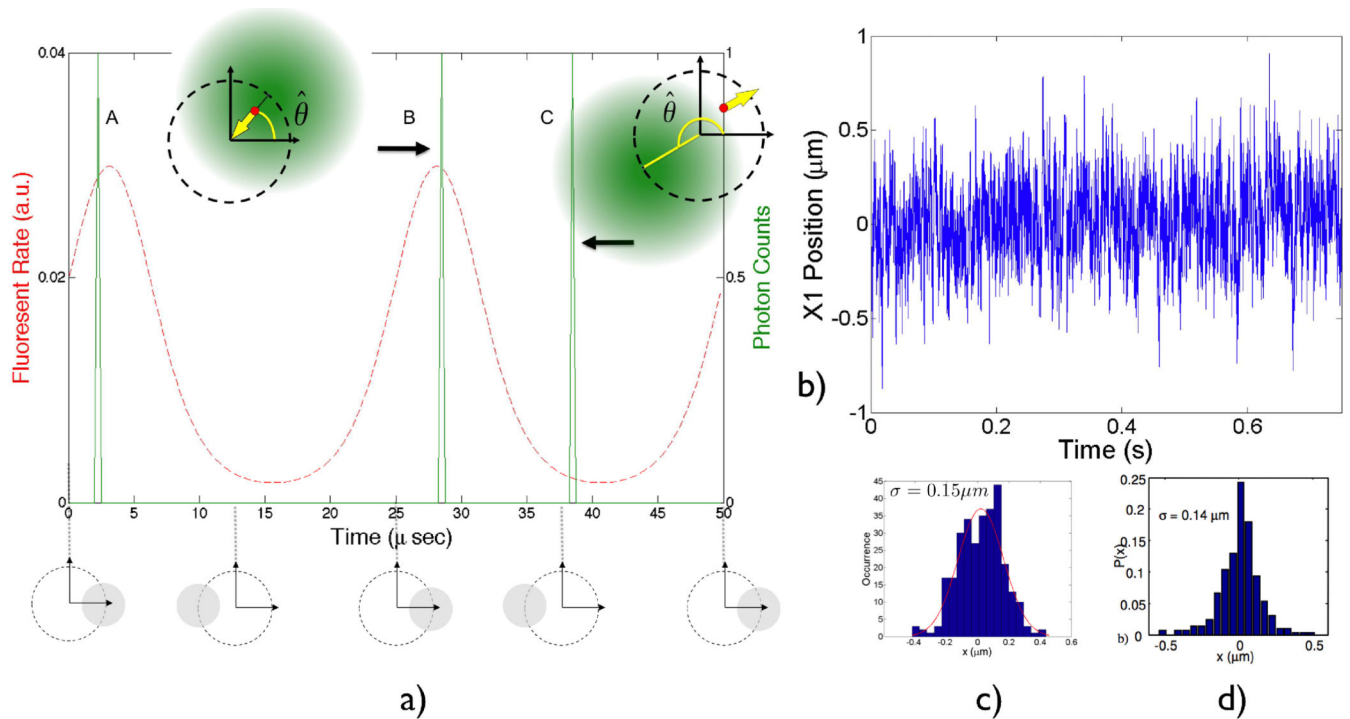 0.04
0.02
0
Fluorescent Rate (a.u.)
A
B
C
θ̂
θ̂
1
0.5
0
Photon Counts
0 5 10 15 20 25 30 35 40 45 50
Time (μ sec)
a)
1
0.5
0
-0.5
-1
X1 Position (μm)
0 0.2 0.4 0.6
Time (s)
b)
σ = 0.15μm
45
40
35
30
25
20
15
10
5
0
Occurrence
-0.4 -0.2 0 0.2 0.4 0.6
x (μm)
c)
0.25
0.20
0.15
0.10
0.05
0
P(x)
σ = 0.14 μm
b)
-0.5 0 0.5
x (μm)
d)